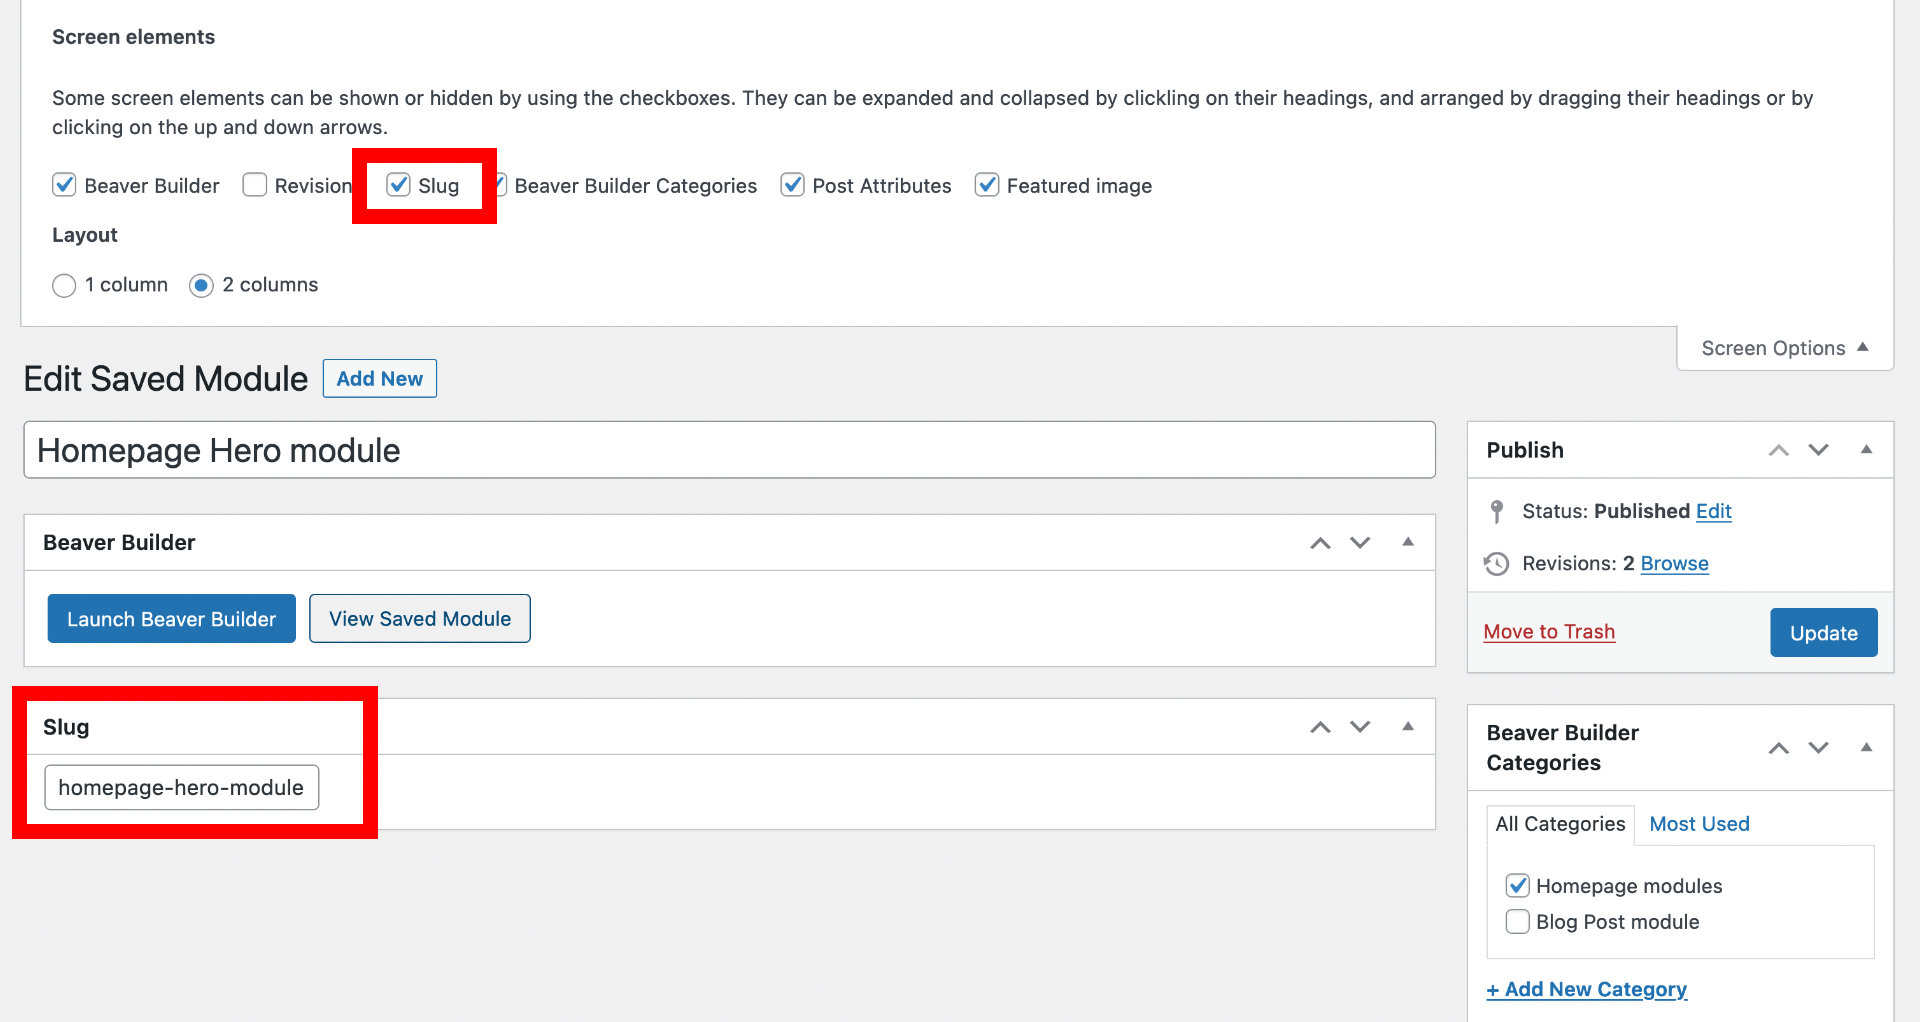 Screen elements
Some screen elements can be shown or hidden by using the checkboxes. They can be expanded and collapsed by clickling on their headings, and arranged by dragging their headings or by
clicking on the up and down arrows.
Beaver Builder Revision Slug Beaver Builder Categories Post Attributes Featured image
Layout
1 column 2 columns
Screen Options
Edit Saved Module Add New
Homepage Hero module
Beaver Builder
Launch Beaver Builder View Saved Module
Slug
homepage-hero-module
Publish
Status: Published Edit
Revisions: 2 Browse
Move to Trash Update
Beaver Builder
Categories
All Categories Most Used
Homepage modules
Blog Post module
+ Add New Category